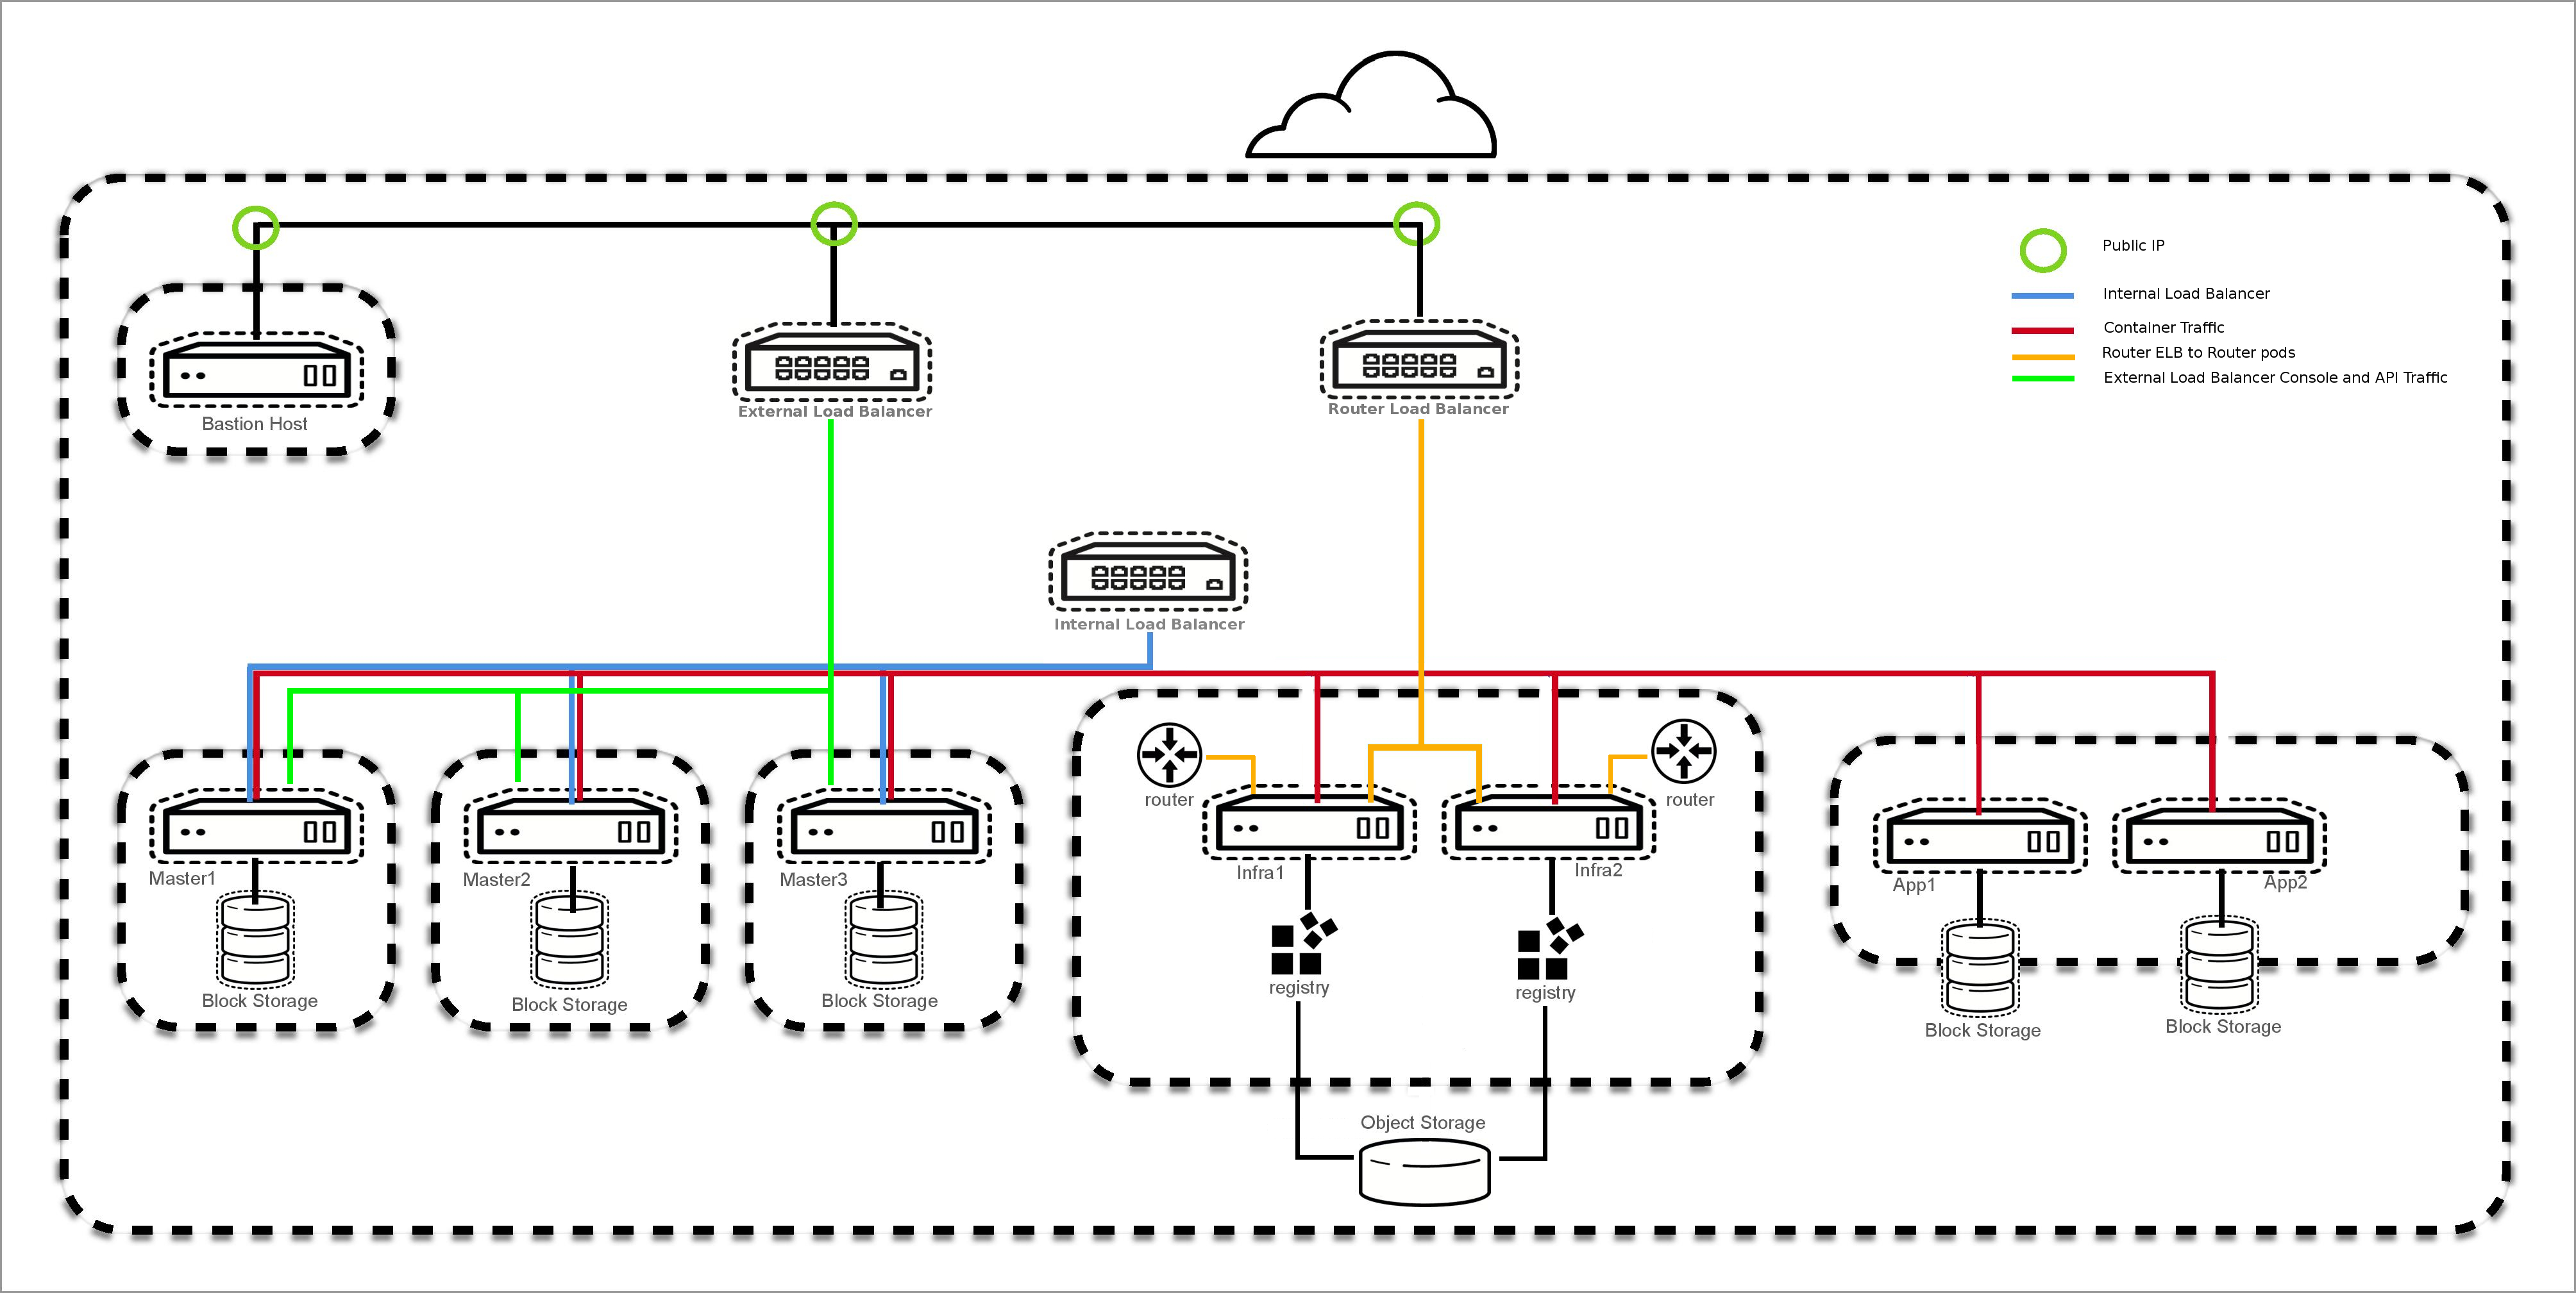 Public IP
Internal Load Balancer
Container Traffic
Router ELB to Router pods
External Load Balancer Console and API Traffic
Bastion Host
External Load Balancer
Router Load Balancer
Internal Load Balancer
router
router
Master1
Master2
Master3
Infra1
Infra2
App1
App2
Block Storage
Block Storage
Block Storage
registry
registry
Block Storage
Block Storage
Object Storage